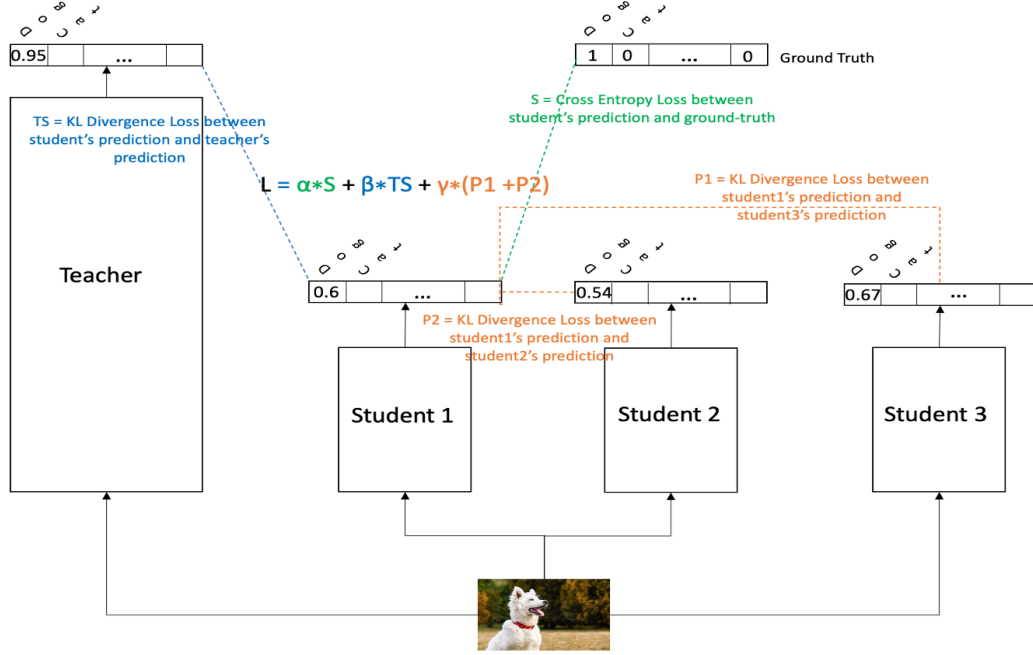 Dog Cat
0.95 ...
Dog Cat
1 0 ... 0
Ground Truth
TS = KL Divergence Loss between
student's prediction and teacher's
prediction
S = Cross Entropy Loss between
student's prediction and ground-truth
L = α*S + β*TS + γ*(P1 +P2)
P1 = KL Divergence Loss between
student1's prediction and
student3's prediction
Teacher
Dog Cat
0.6 ...
Dog Cat
0.54 ...
Dog Cat
0.67 ...
P2 = KL Divergence Loss between
student1's prediction and
student2's prediction
Student 1
Student 2
Student 3